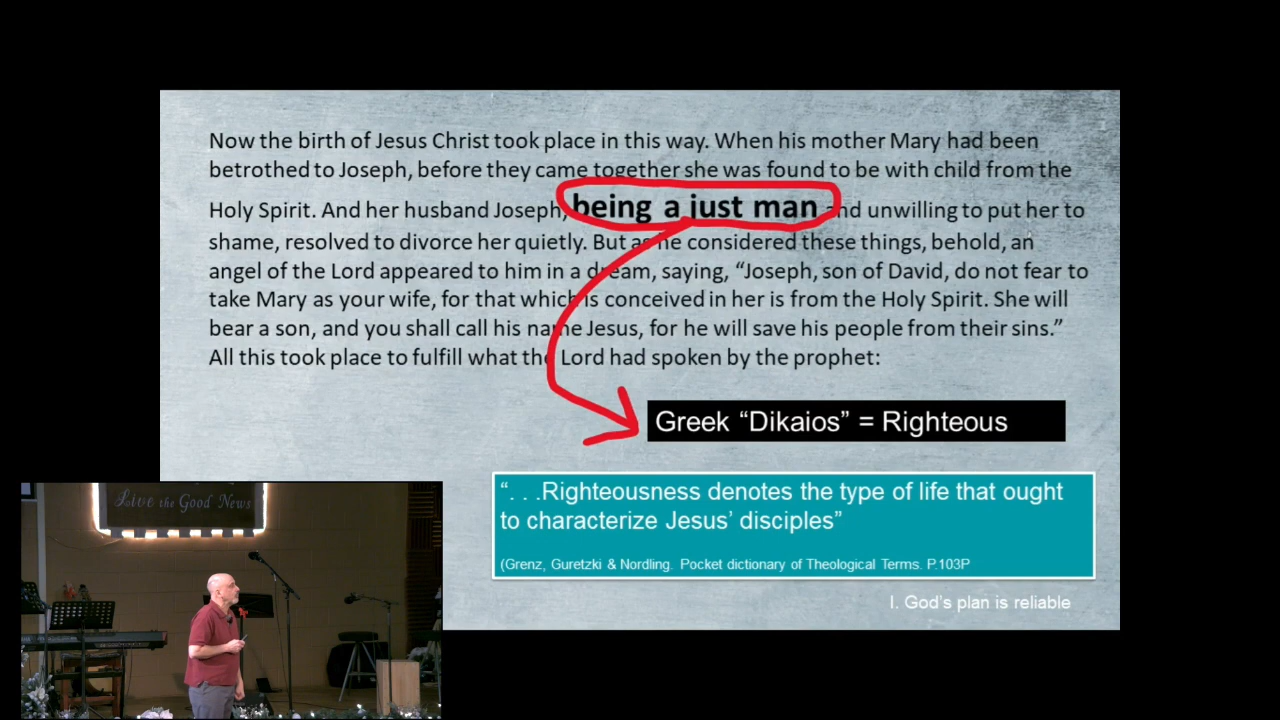 Now the birth of Jesus Christ took place in this way. When his mother Mary had been
betrothed to Joseph, before they came together she was found to be with child from the
Holy Spirit. And her husband Joseph, being a just man and unwilling to put her to
shame, resolved to divorce her quietly. But as he considered these things, behold, an
angel of the Lord appeared to him in a dream, saying, “Joseph, son of David, do not fear to
take Mary as your wife, for that which is conceived in her is from the Holy Spirit. She will
bear a son, and you shall call his name Jesus, for he will save his people from their sins.”
All this took place to fulfill what the Lord had spoken by the prophet:
Greek “Dikaios” = Righteous
“. . .Righteousness denotes the type of life that ought
to characterize Jesus’ disciples”
(Grenz, Guretzki & Nordling. Pocket dictionary of Theological Terms. P.103P
I. God’s plan is reliable
Live the Good News